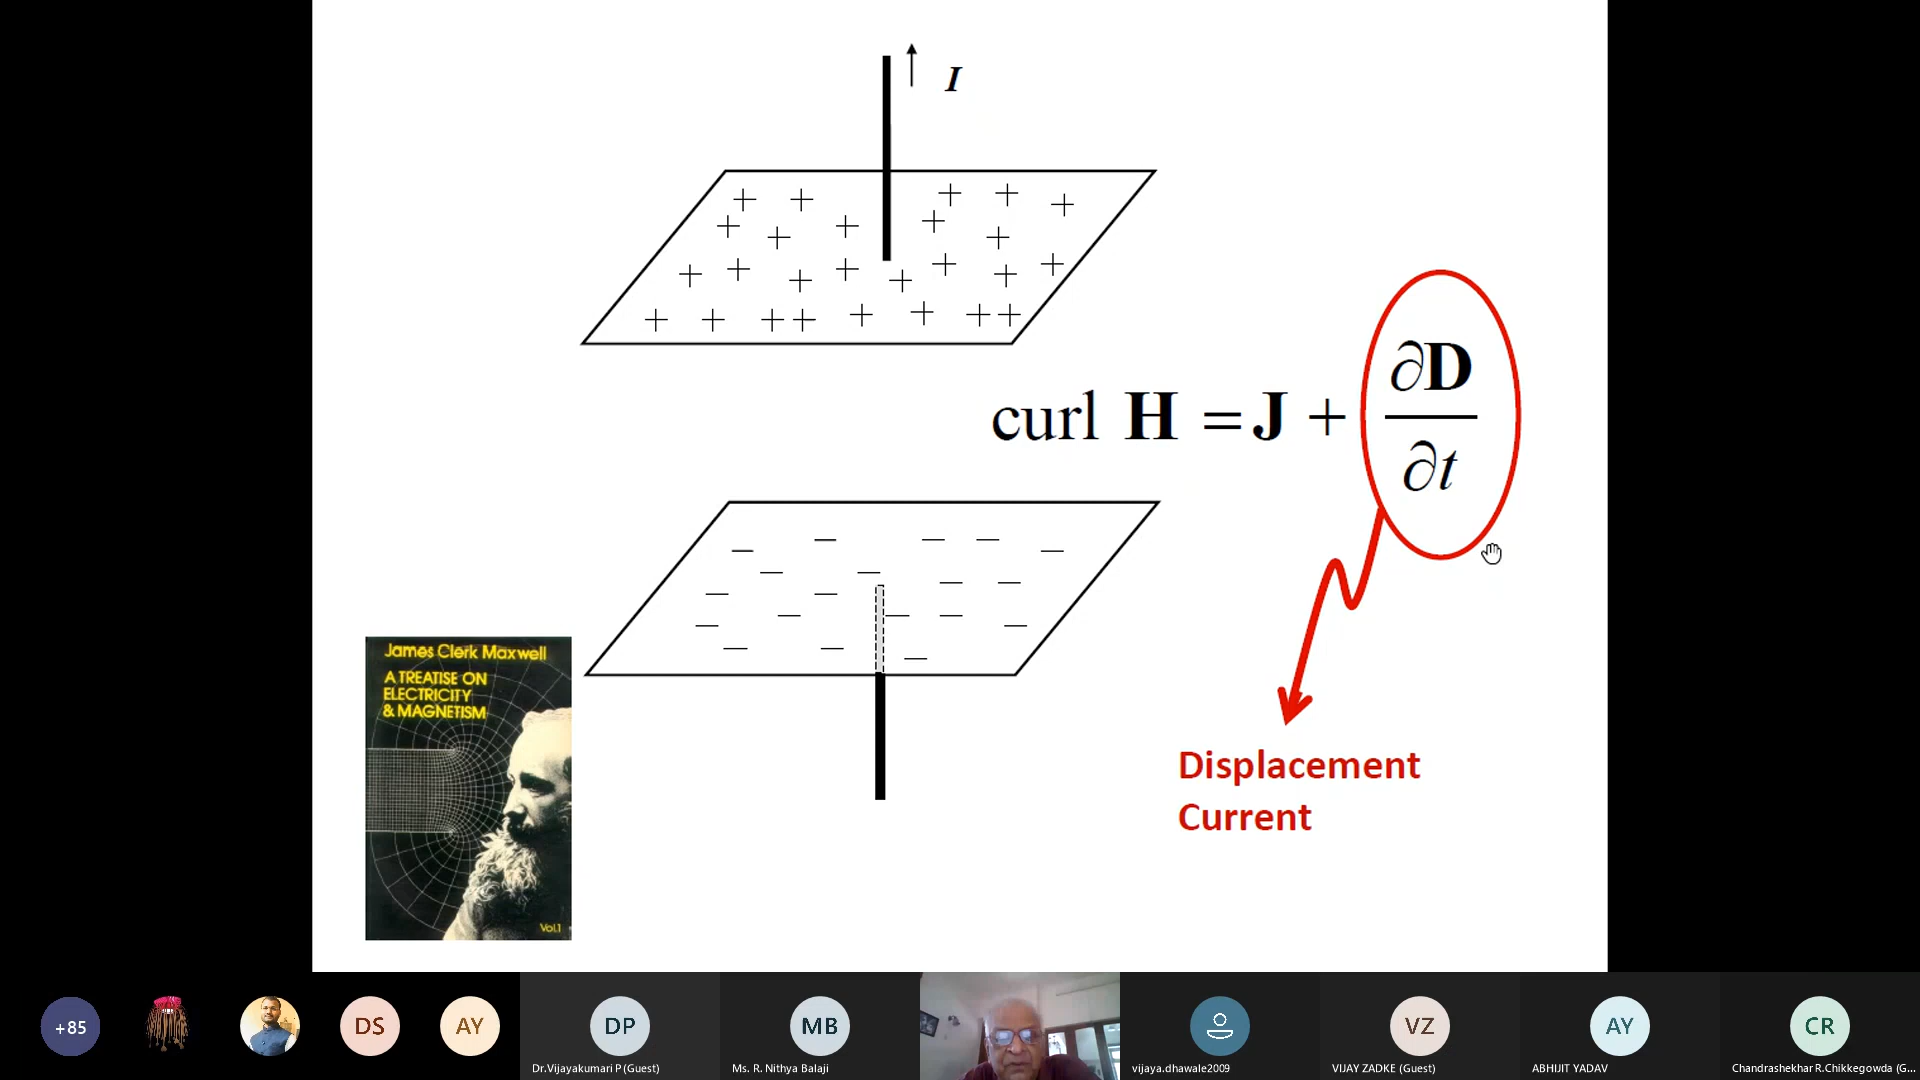 I
curl H = J + ∂D/∂t
James Clerk Maxwell
A TREATISE ON
ELECTRICITY
& MAGNETISM
Vol.1
Displacement
Current
+85
DS
AY
DP
MB
VZ
AY
CR
Dr.Vijayakumari P (Guest)
Ms. R. Nithya Balaji
vijaya.dhawale2009
VIJAY ZADKE (Guest)
ABHIJIT YADAV
Chandrashekhar R.Chikkegowda (G...